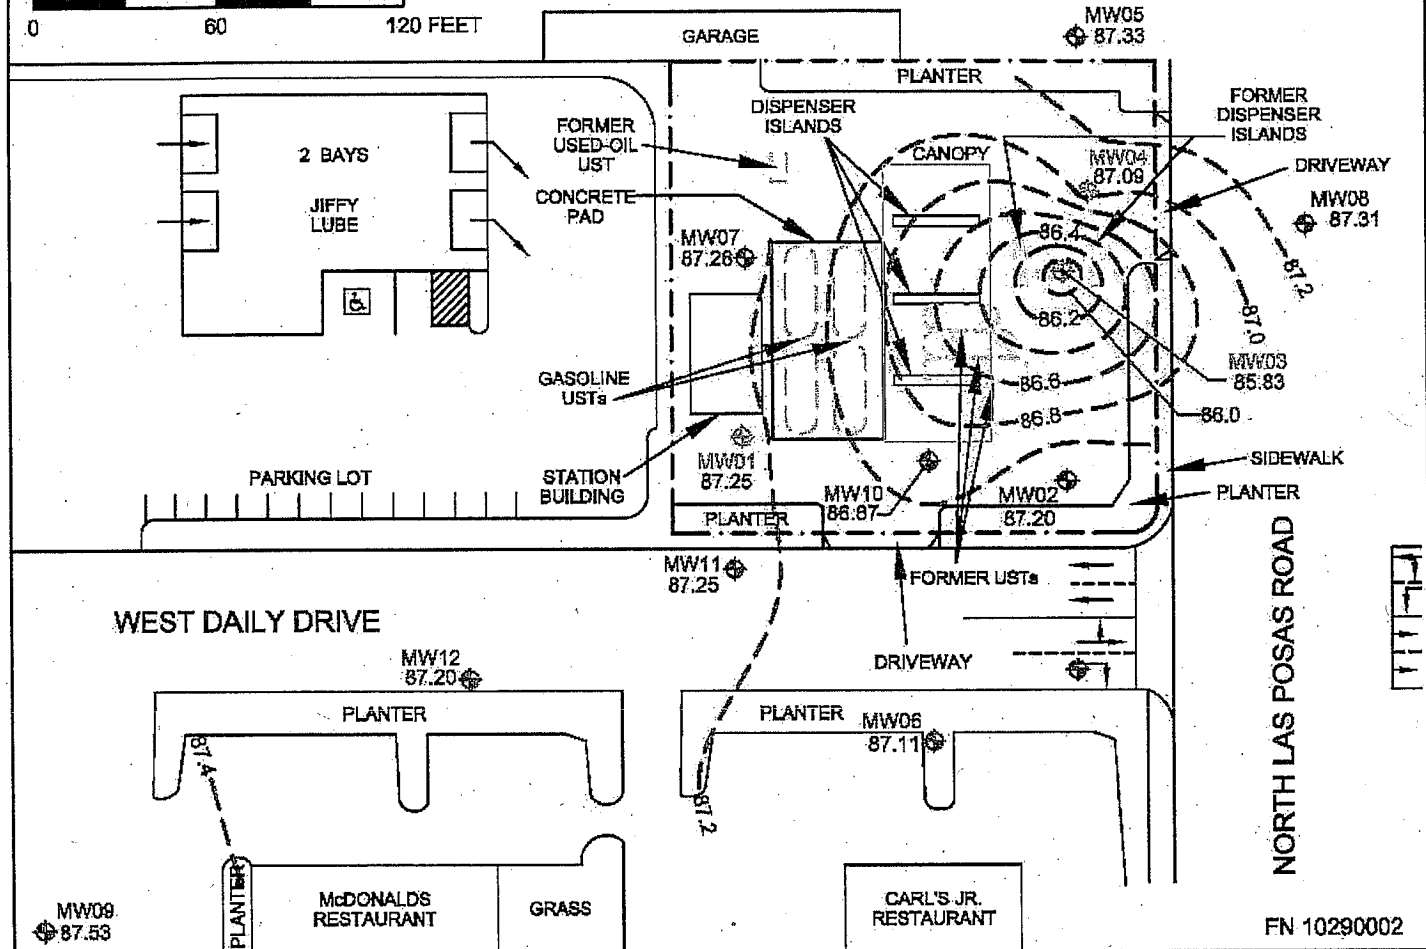 0 60 120 FEET
GARAGE
MW05
87.33
PLANTER
DISPENSER
ISLANDS
FORMER
DISPENSER
ISLANDS
FORMER
USED-OIL
UST
CANOPY
MW04
87.09
DRIVEWAY
2 BAYS
JIFFY
LUBE
CONCRETE
PAD
MW08
87.31
MW07
87.26
86.4
87.2
86.2
87.0
MW03
85.83
GASOLINE
USTs
86.6
86.8
86.0
MW01
87.25
SIDEWALK
PARKING LOT
STATION
BUILDING
MW10
86.87
MW02
87.20
PLANTER
PLANTER
MW11
87.25
FORMER USTs
WEST DAILY DRIVE
DRIVEWAY
NORTH LAS POSAS ROAD
MW12
87.20
PLANTER
PLANTER
MW06
87.11
87.4
87.2
PLANTER
McDONALDS
RESTAURANT
GRASS
CARL'S JR.
RESTAURANT
MW09
87.53
FN 10290002